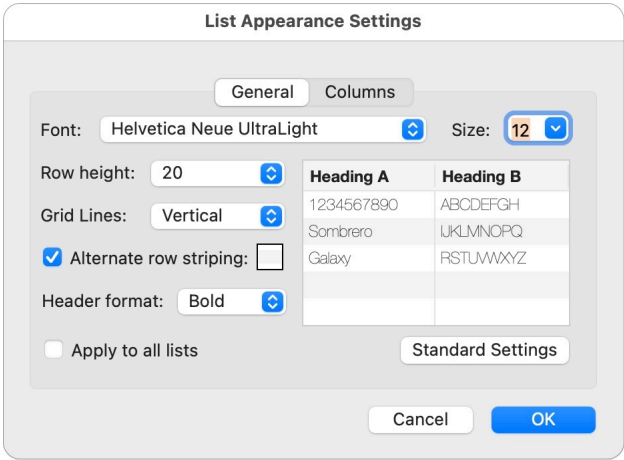 List Appearance Settings
General Columns
Font: Helvetica Neue UltraLight Size: 12
Row height: 20
Grid Lines: Vertical
Alternate row striping:
Header format: Bold
Apply to all lists
Heading A Heading B
1234567890 ABCDEFGH
Sombrero IJKLMNOPQ
Galaxy RSTUVWXYZ
Standard Settings
Cancel OK